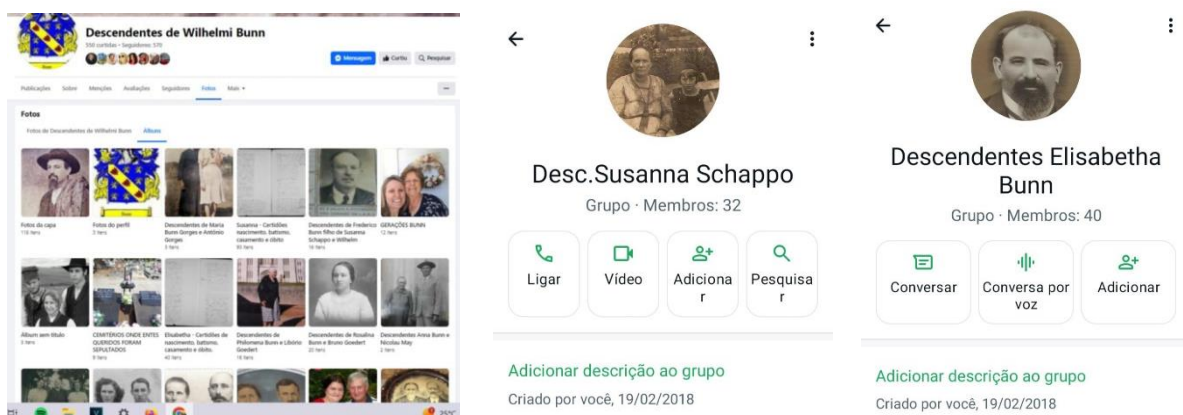 Descendentes de Wilhelmi Bunn
350 curtidas • Seguidores: 370
Mensagem
Curtiu
Pesquisar
Publicações Sobre Menções Avaliações Seguidores Fotos Mais
Fotos
Fotos de Descendentes de Wilhelmi Bunn Álbuns
Fotos da capa
Fotos do perfil
3 itens
Descendentes de Maria
Bunn Gorges e Antônio
Gorges
Susanna - Certidões
nascimento, batismo,
casamento e óbito
Descendentes de Frederico
Bunn filho de Susanna
Schappo e Wilhelm
GERAÇÕES BUNN
12 itens
Álbum sem título
CEMITÉRIOS ONDE ENTES
QUERIDOS FORAM
SEPULTADOS
Elisabetha - Certidões de
nascimento, batismo,
casamento e óbito.
Descendentes de
Philomena Bunn e Libório
Goedert
Descendentes de Rosalina
Bunn e Bruno Goedert
Descendentes Anna Bunn e
Nicolau May
25°C
Desc.Susanna Schappo
Grupo · Membros: 32
Ligar
Vídeo
Adiciona
r
Pesquisa
r
Adicionar descrição ao grupo
Criado por você, 19/02/2018
Descendentes Elisabetha
Bunn
Grupo · Membros: 40
Conversar
Conversa por
voz
Adicionar
Adicionar descrição ao grupo
Criado por você, 19/02/2018